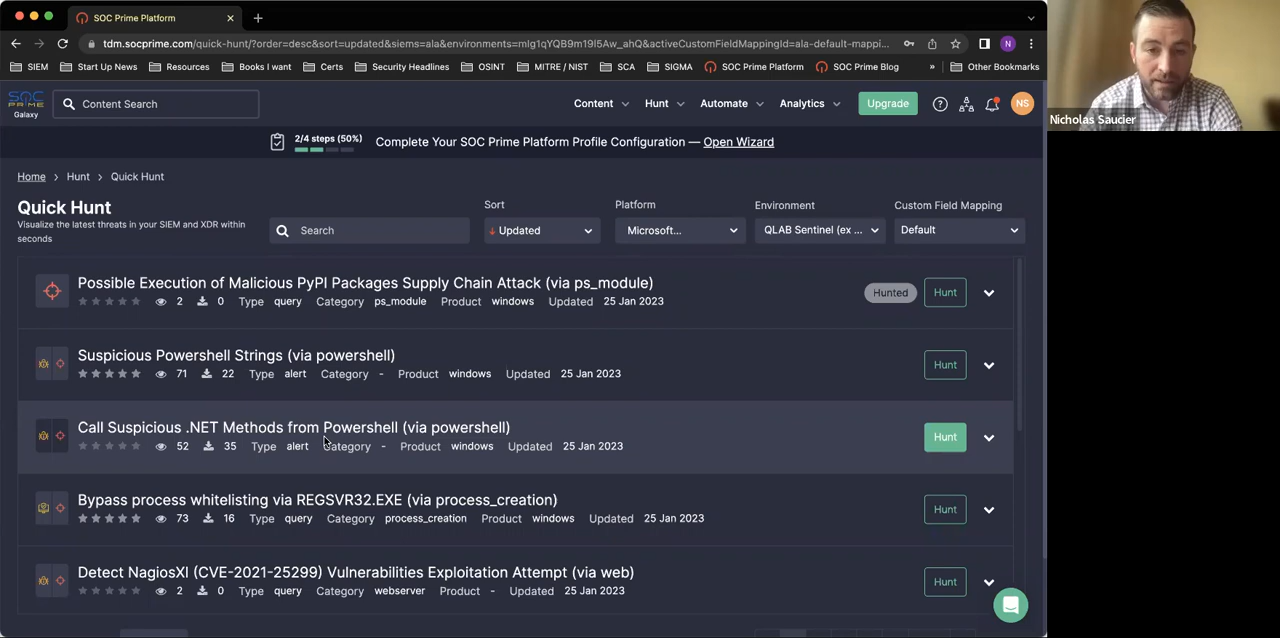 SOC Prime Platform
tdm.socprime.com/quick-hunt/?order=desc&sort=updated&siems=ala&environments=mlg1qYQB9m19I5Aw_ahQ&activeCustomFieldMappingId=ala-default-mappi...
SIEM Start Up News Resources Books I want Certs Security Headlines OSINT MITRE / NIST SCA SIGMA SOC Prime Platform SOC Prime Blog » Other Bookmarks
SOC PRIME Galaxy
Content Search
Content Hunt Automate Analytics Upgrade ? NS
Nicholas Saucier
2/4 steps (50%) Complete Your SOC Prime Platform Profile Configuration — Open Wizard
Home > Hunt > Quick Hunt
Quick Hunt
Visualize the latest threats in your SIEM and XDR within
seconds
Search
Sort Platform Environment Custom Field Mapping
Updated Microsoft... QLAB Sentinel (ex ... Default
Possible Execution of Malicious PyPI Packages Supply Chain Attack (via ps_module)
2 0 Type query Category ps_module Product windows Updated 25 Jan 2023
Hunted Hunt
Suspicious Powershell Strings (via powershell)
71 22 Type alert Category - Product windows Updated 25 Jan 2023
Hunt
Call Suspicious .NET Methods from Powershell (via powershell)
52 35 Type alert Category - Product windows Updated 25 Jan 2023
Hunt
Bypass process whitelisting via REGSVR32.EXE (via process_creation)
73 16 Type query Category process_creation Product windows Updated 25 Jan 2023
Hunt
Detect NagiosXI (CVE-2021-25299) Vulnerabilities Exploitation Attempt (via web)
2 0 Type query Category webserver Product - Updated 25 Jan 2023
Hunt